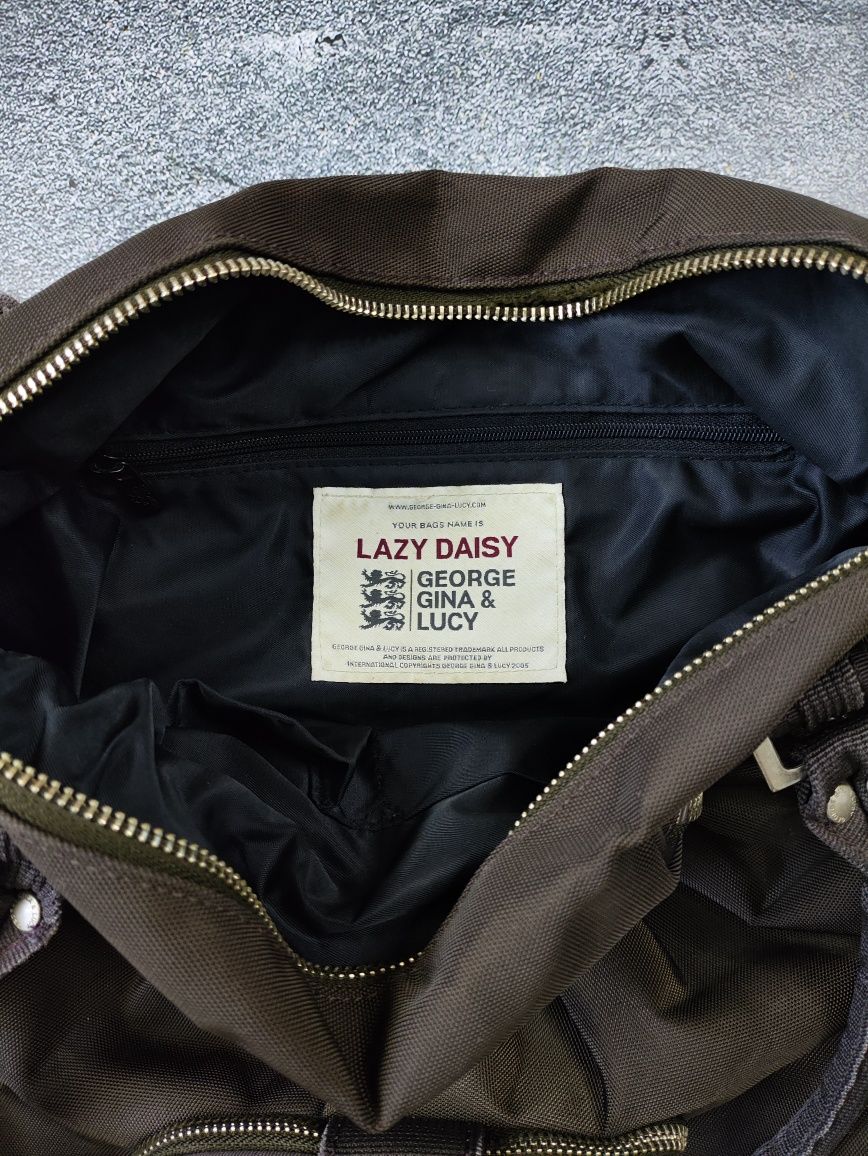 WWW.GEORGE-GINA-LUCY.COM
YOUR BAGS NAME IS
LAZY DAISY
GEORGE
GINA &
LUCY
GEORGE GINA & LUCY IS A REGISTERED TRADEMARK ALL PRODUCTS
AND DESIGNS ARE PROTECTED BY
INTERNATIONAL COPYRIGHTS GEORGE GINA & LUCY 2005